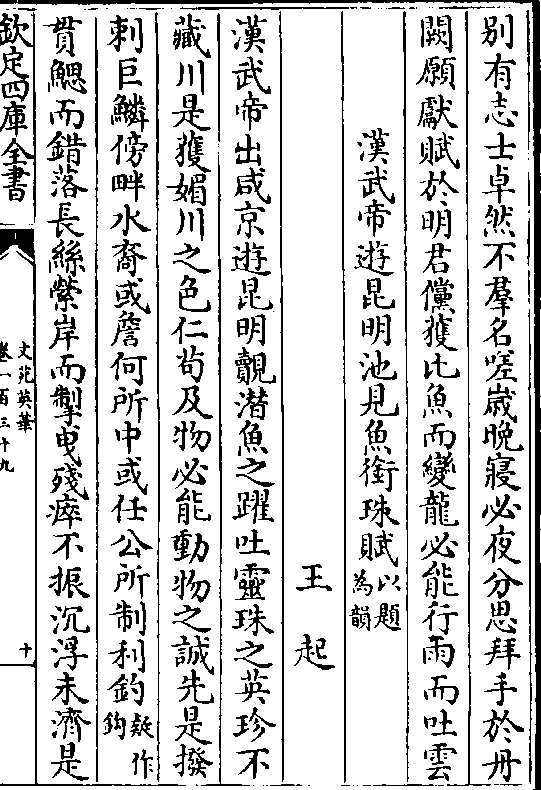 別有志士卓然不羣名嗟歲晩寢必夜分思拜手於丹
闕願獻賦於明君儻獲比魚而變龍必能行雨而吐雲
漢武帝遊昆明池見魚銜珠賦以題為韻
王起
漢武帝出咸京遊昆明覿潛魚之躍吐靈珠之英珍不
藏川是獲媚川之色仁茍及物必能動物之誠先是撥
刺巨鱗傍畔水裔或詹何所中或任公所制利釣疑作鈎
貫鰓而錯落長絲縈岸而掣曵殘瘁不振沉浮未濟是
欽定四庫全書
文苑英華
卷一百三十九
十